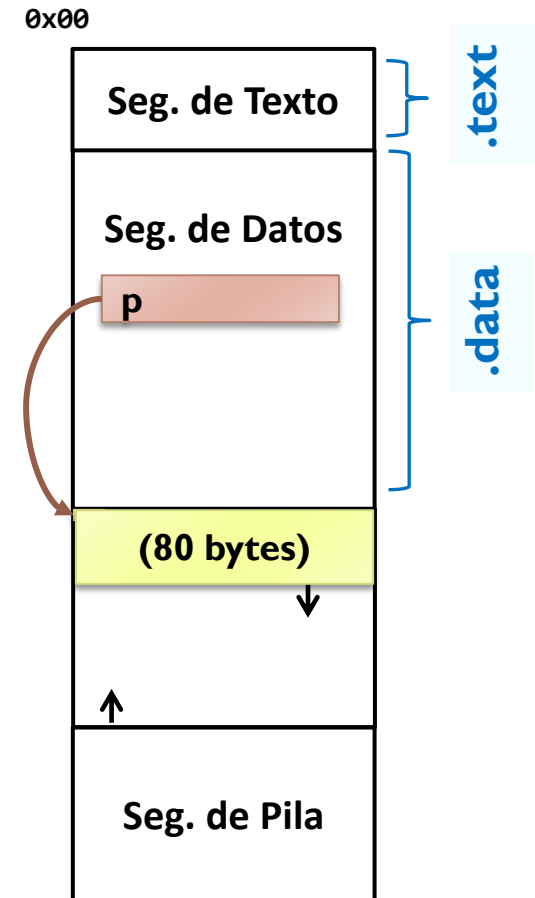 0x00
Seg. de Texto
.text
Seg. de Datos
p
.data
(80 bytes)
Seg. de Pila